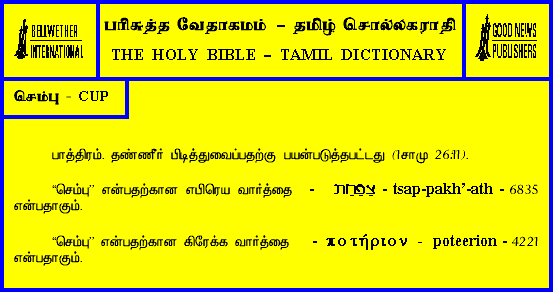 BELLWETHER
INTERNATIONAL
பரிசுத்த வேதாகமம் – தமிழ் சொல்லகராதி
THE HOLY BIBLE – TAMIL DICTIONARY
GOOD NEWS
PUBLISHERS
செம்பு - CUP
பாத்திரம். தண்ணீர் பிடித்துவைப்பதற்கு பயன்படுத்தபட்டது (1சாமு 26:11).
“செம்பு” என்பதற்கான எபிரெய வார்த்தை - צַפַּחַת - tsap-pakh’-ath - 6835
என்பதாகும்.
“செம்பு” என்பதற்கான கிரேக்க வார்த்தை - ποτήριον - poteerion - 4221
என்பதாகும்.